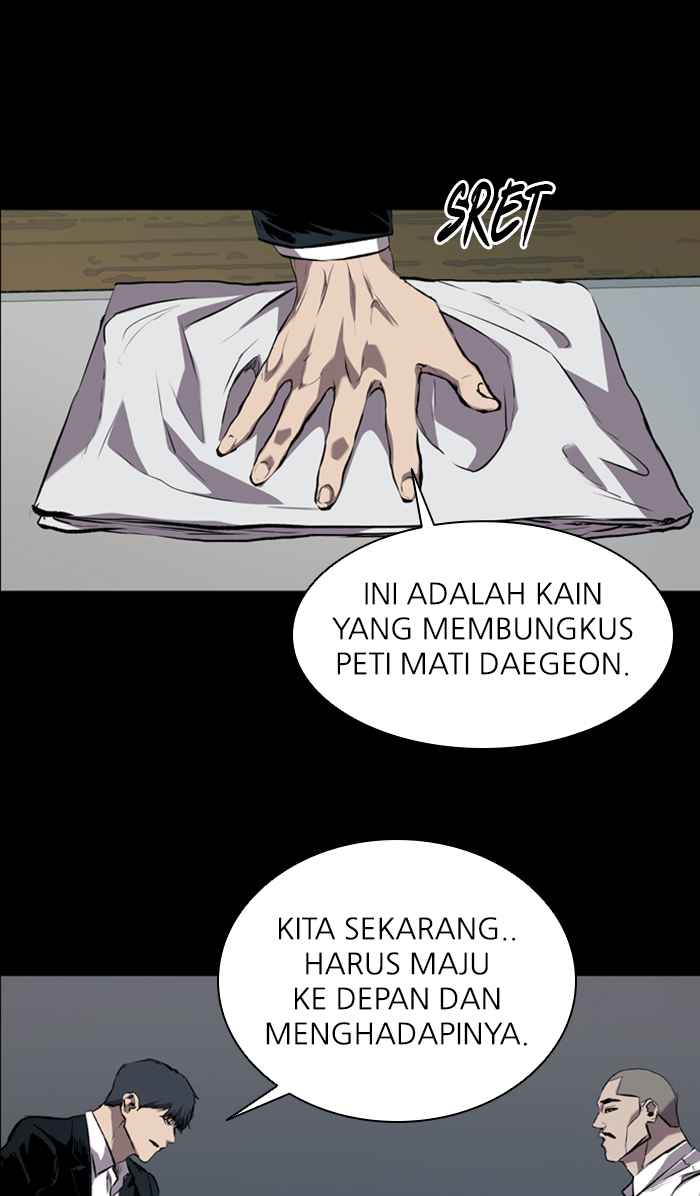 SRET
INI ADALAH KAIN
YANG MEMBUNGKUS
PETI MATI DAEGEON.
KITA SEKARANG..
HARUS MAJU
KE DEPAN DAN
MENGHADAPINYA.